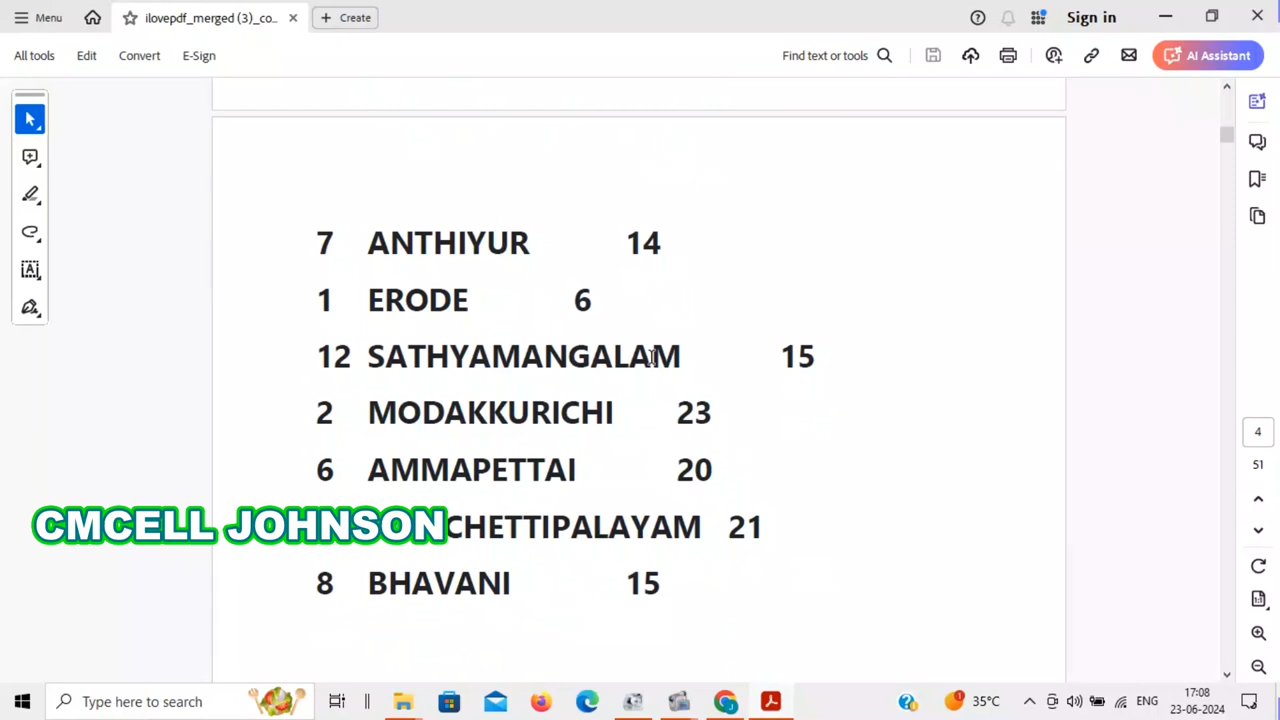 Menu
ilovepdf_merged (3)_co...
Create
Sign in
All tools
Edit
Convert
E-Sign
Find text or tools
AI Assistant
7 ANTHIYUR 14
1 ERODE 6
12 SATHYAMANGALAM 15
2 MODAKKURICHI 23
6 AMMAPETTAI 20
CHETTIPALAYAM 21
8 BHAVANI 15
CMCELL JOHNSON
4
51
Type here to search
35°C
ENG
17:08
23-06-2024